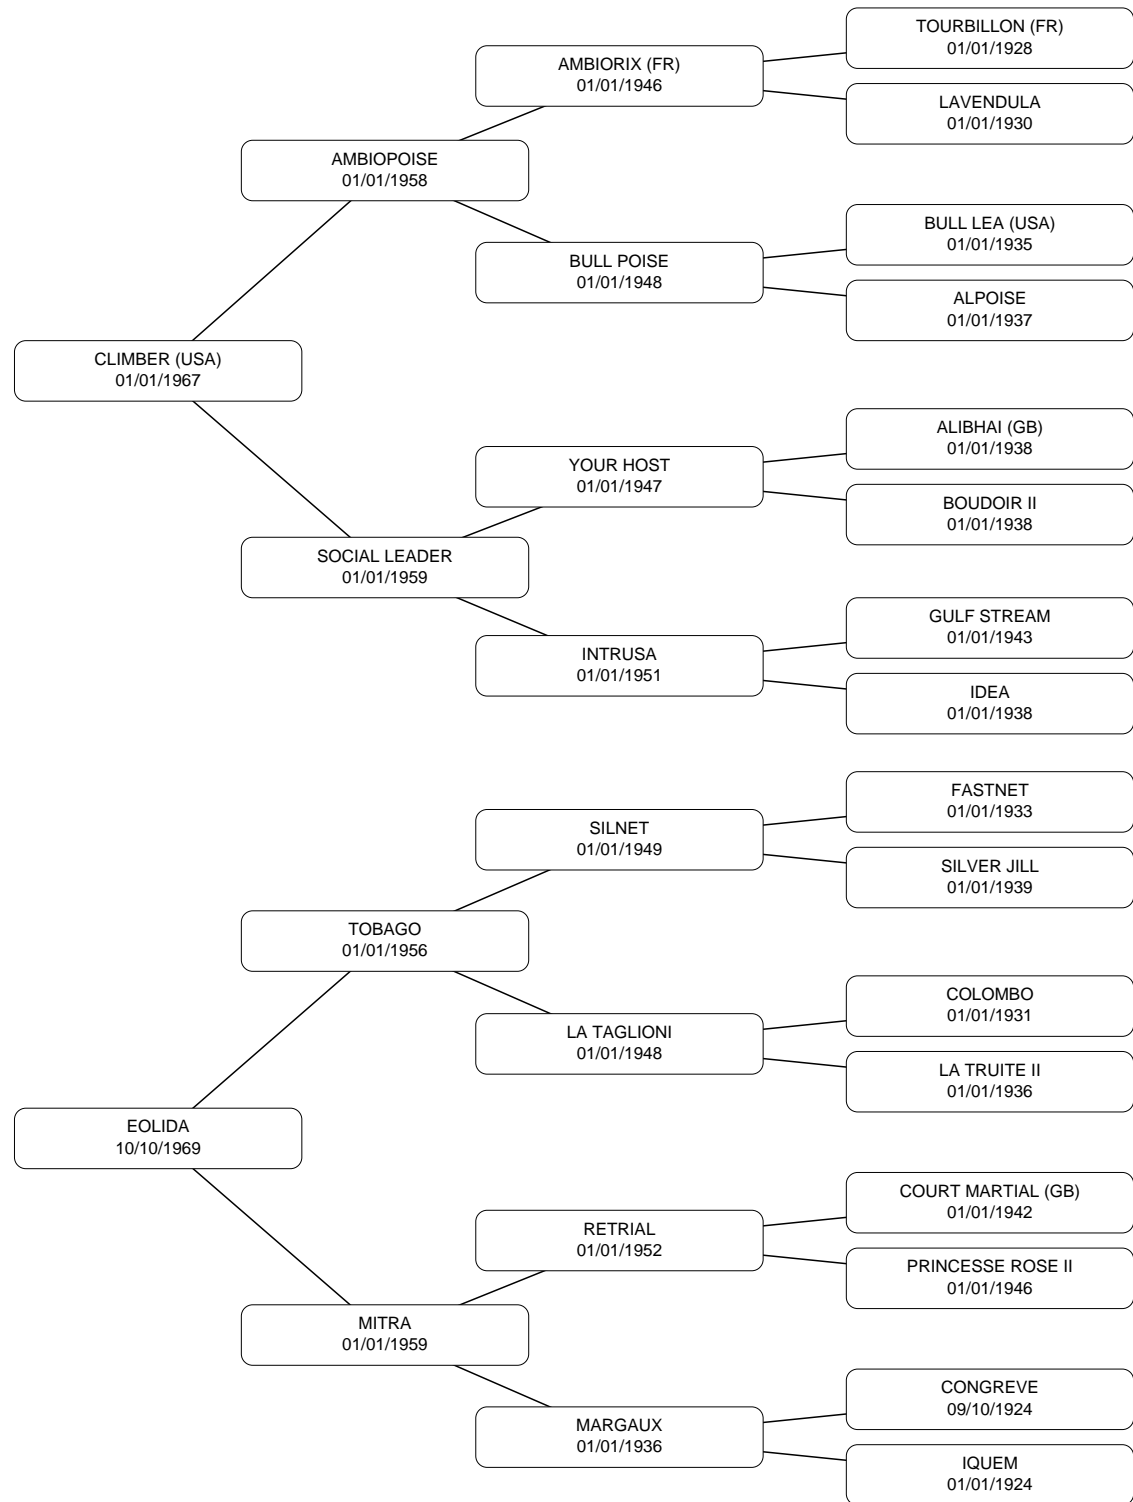 TOURBILLON (FR)
01/01/1928
AMBIORIX (FR)
01/01/1946
LAVENDULA
01/01/1930
AMBIOPOISE
01/01/1958
BULL LEA (USA)
01/01/1935
BULL POISE
01/01/1948
ALPOISE
01/01/1937
CLIMBER (USA)
01/01/1967
ALIBHAI (GB)
01/01/1938
YOUR HOST
01/01/1947
BOUDOIR II
01/01/1938
SOCIAL LEADER
01/01/1959
GULF STREAM
01/01/1943
INTRUSA
01/01/1951
IDEA
01/01/1938
FASTNET
01/01/1933
SILNET
01/01/1949
SILVER JILL
01/01/1939
TOBAGO
01/01/1956
COLOMBO
01/01/1931
LA TAGLIONI
01/01/1948
LA TRUITE II
01/01/1936
EOLIDA
10/10/1969
COURT MARTIAL (GB)
01/01/1942
RETRIAL
01/01/1952
PRINCESSE ROSE II
01/01/1946
MITRA
01/01/1959
CONGREVE
09/10/1924
MARGAUX
01/01/1936
IQUEM
01/01/1924